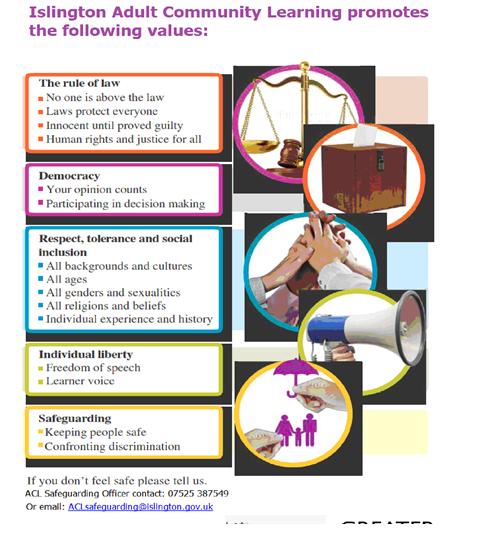 Islington Adult Community Learning promotes
the following values:
The rule of law
No one is above the law
Laws protect everyone
Innocent until proved guilty
Human rights and justice for all
Democracy
Your opinion counts
Participating in decision making
Respect, tolerance and social
inclusion
All backgrounds and cultures
All ages
All genders and sexualities
All religions and beliefs
Individual experience and history
Individual liberty
Freedom of speech
Learner voice
Safeguarding
Keeping people safe
Confronting discrimination
If you don't feel safe please tell us.
ACL Safeguarding Officer contact: 07525 387549
Or email: ACLsafeguarding@islington.gov.uk